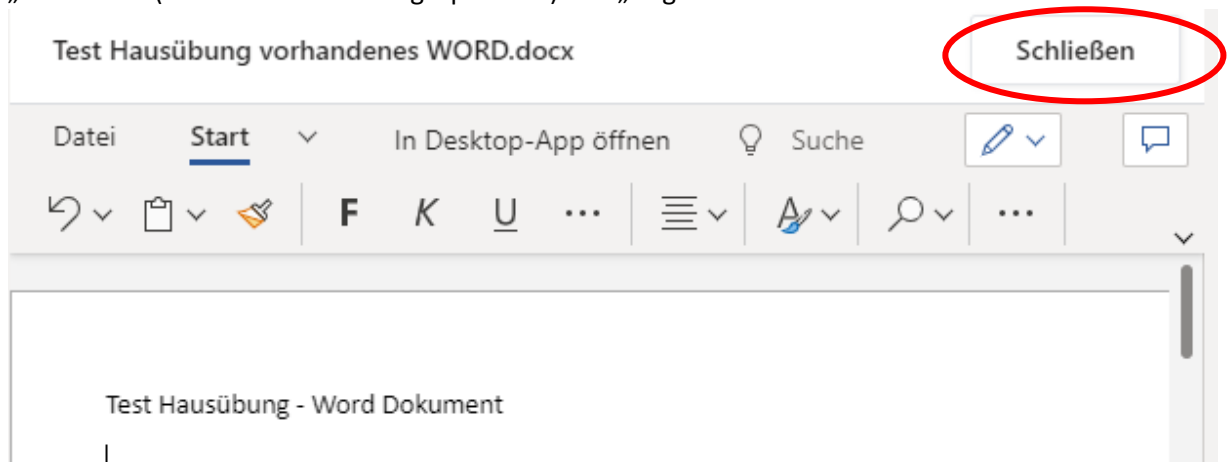 Test Hausübung vorhandenes WORD.docx Schließen
Datei Start In Desktop-App öffnen Suche
F K U ...
Test Hausübung - Word Dokument